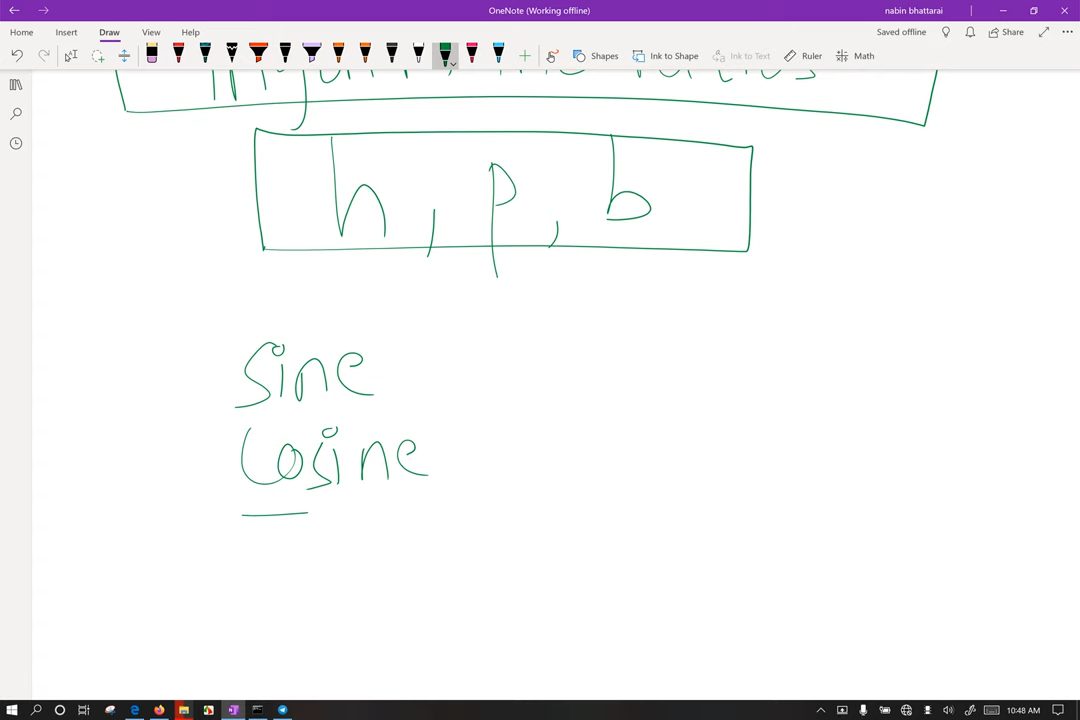 OneNote (Working offline)
nabin bhattarai
Home Insert Draw View Help
Saved offline
Share
Shapes
Ink to Shape
Ink to Text
Ruler
Math
h, p, b
sine
cosine
10:48 AM